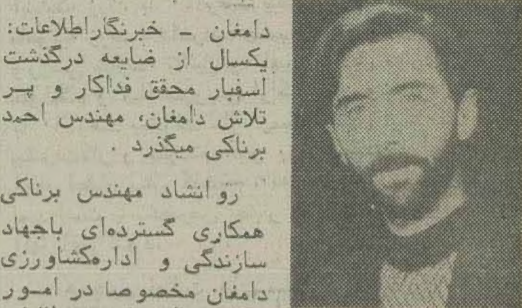 دامغان - خبرنگار اطلاعات:
یکسال از ضایعه درگذشت
اسفبار محقق فداکار و پر
تلاش دامغان، مهندس احمد
برناکی میگذرد .
روانشاد مهندس برناکی
همکاری گسترده‌ای باجهاد
سازندگی و اداره‌کشاورزی
دامغان مخصوصا در امور